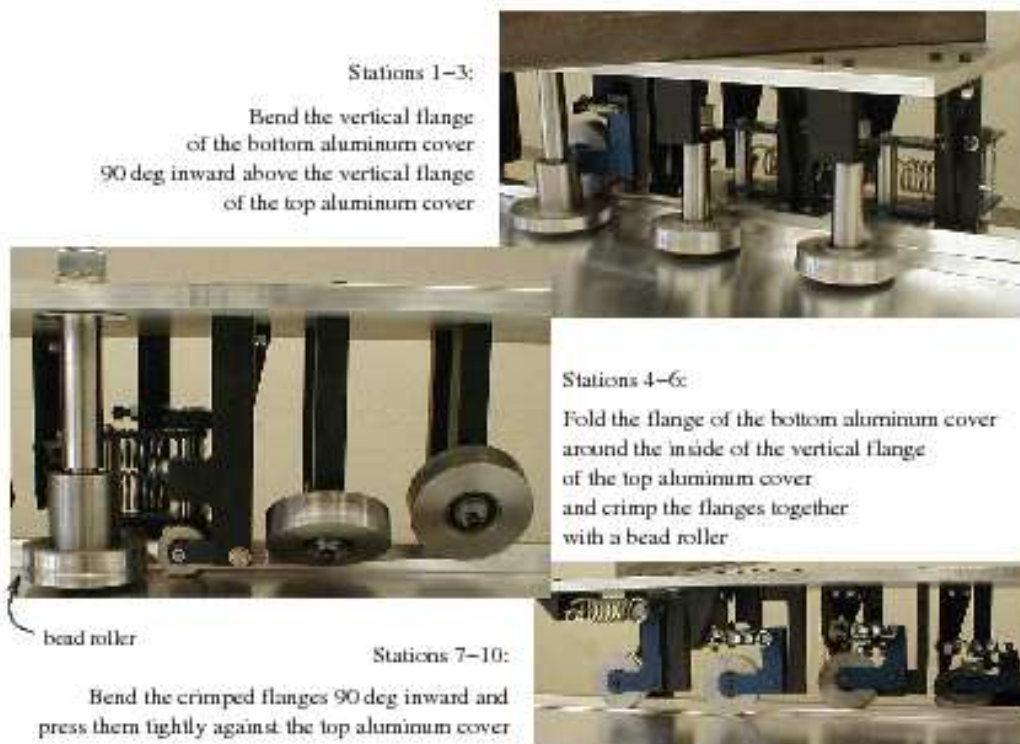 Stations 1–3:
Bend the vertical flange
of the bottom aluminum cover
90 deg inward above the vertical flange
of the top aluminum cover
Stations 4–6:
Fold the flange of the bottom aluminum cover
around the inside of the vertical flange
of the top aluminum cover
and crimp the flanges together
with a bead roller
bead roller
Stations 7–10:
Bend the crimped flanges 90 deg inward and
press them tightly against the top aluminum cover